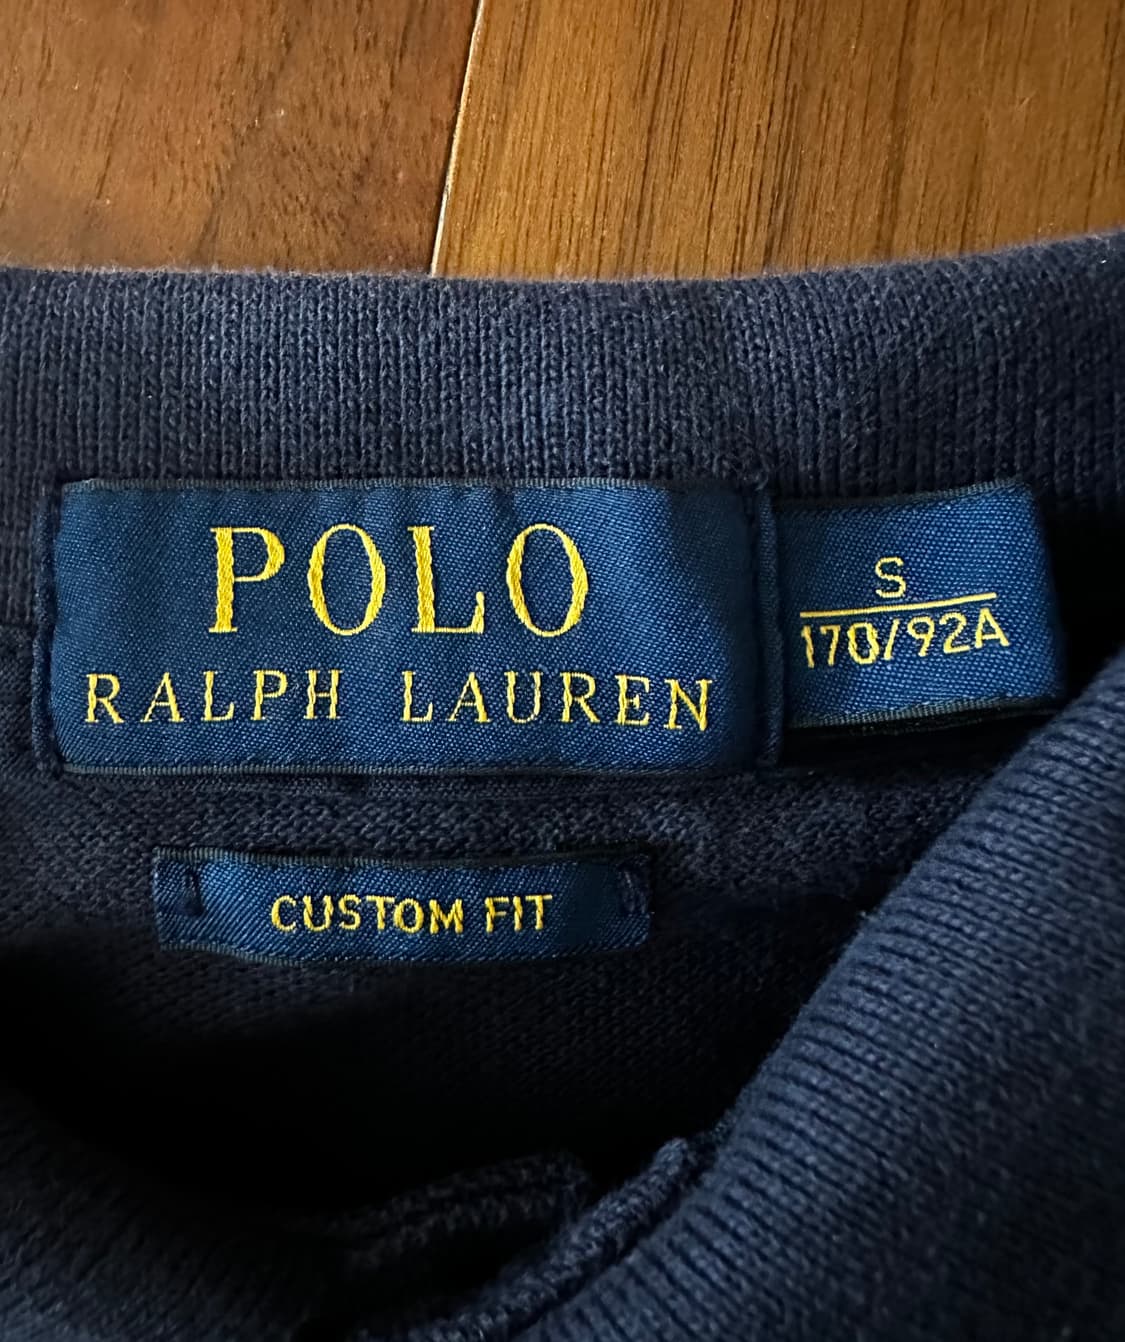 POLO
RALPH LAUREN
S
170/92A
CUSTOM FIT